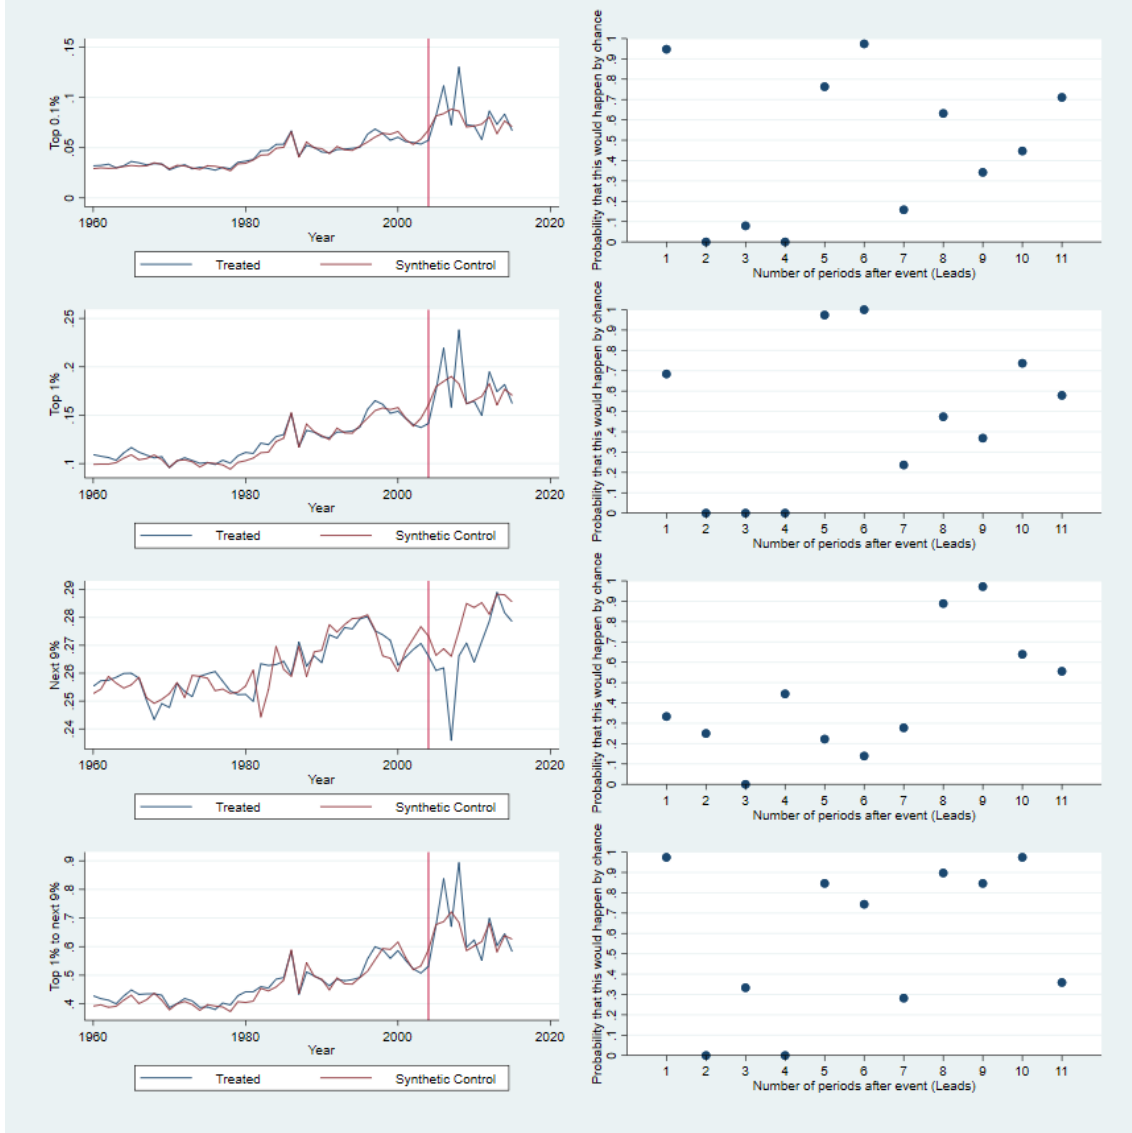 Top 0.1%
.15
.1
.05
0
1960 1980 2000 2020
Year
Treated Synthetic Control
Probability that this would happen by chance
1
.9
.8
.7
.6
.5
.4
.3
.2
.1
0
1 2 3 4 5 6 7 8 9 10 11
Number of periods after event (Leads)
Top 1%
.25
.2
.15
.1
1960 1980 2000 2020
Year
Treated Synthetic Control
Probability that this would happen by chance
1
.9
.8
.7
.6
.5
.4
.3
.2
.1
0
1 2 3 4 5 6 7 8 9 10 11
Number of periods after event (Leads)
Next 9%
.29
.28
.27
.26
.25
.24
1960 1980 2000 2020
Year
Treated Synthetic Control
Probability that this would happen by chance
1
.9
.8
.7
.6
.5
.4
.3
.2
.1
0
1 2 3 4 5 6 7 8 9 10 11
Number of periods after event (Leads)
Top 1% to next 9%
.9
.8
.7
.6
.5
.4
1960 1980 2000 2020
Year
Treated Synthetic Control
Probability that this would happen by chance
1
.9
.8
.7
.6
.5
.4
.3
.2
.1
0
1 2 3 4 5 6 7 8 9 10 11
Number of periods after event (Leads)